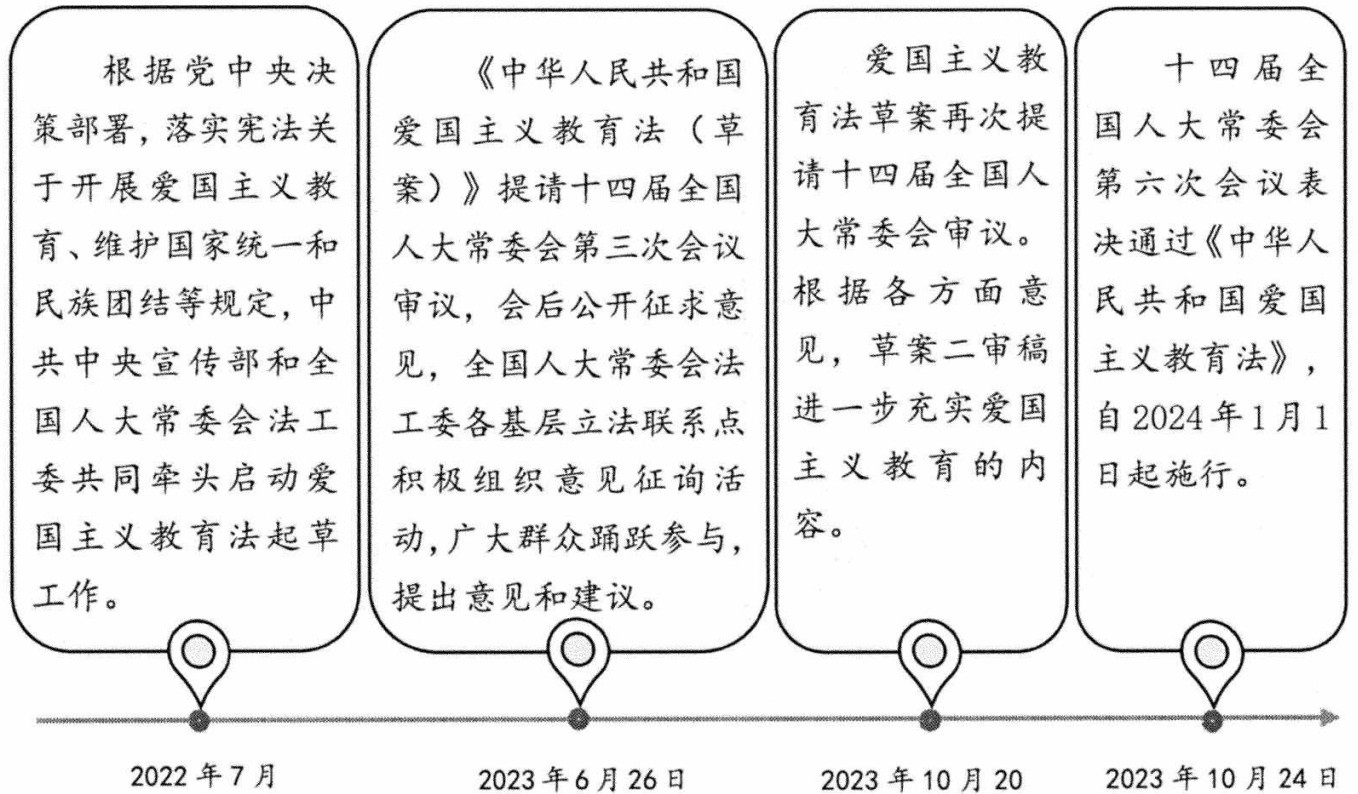 根据党中央决
策部署，落实宪法关
于开展爱国主义教
育、维护国家统一和
民族团结等规定，中
共中央宣传部和全
国人大常委会法工
委共同牵头启动爱
国主义教育法起草
工作。
《中华人民共和国
爱国主义教育法（草
案）》提请十四届全国
人大常委会第三次会议
审议，会后公开征求意
见，全国人大常委会法
工委各基层立法联系点
积极组织意见征询活
动，广大群众踊跃参与，
提出意见和建议。
爱国主义教
育法草案再次提
请十四届全国人
大常委会审议。
根据各方面意
见，草案二审稿
进一步充实爱国
主义教育的内
容。
十四届全
国人大常委会
第六次会议表
决通过《中华人
民共和国爱国
主义教育法》，
自2024年1月1
日起施行。
2022年7月
2023年6月26日
2023年10月20
2023年10月24日